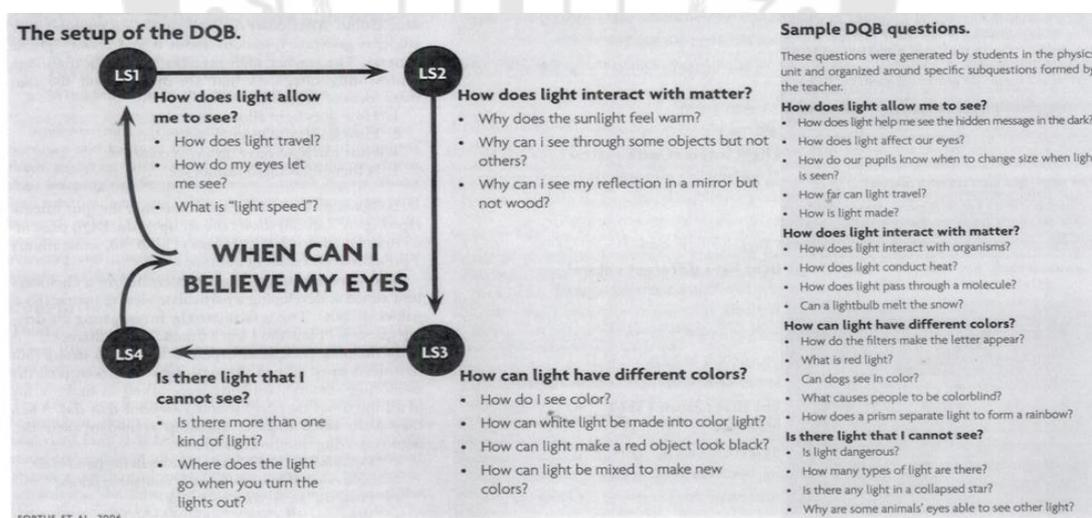 The setup of the DQB.
LS1
LS2
How does light allow
me to see?
• How does light travel?
• How do my eyes let
me see?
• What is "light speed"?
How does light interact with matter?
• Why does the sunlight feel warm?
• Why can i see through some objects but not
others?
• Why can i see my reflection in a mirror but
not wood?
WHEN CAN I
BELIEVE MY EYES
LS4
LS3
Is there light that I
cannot see?
• Is there more than one
kind of light?
• Where does the light
go when you turn the
lights out?
How can light have different colors?
• How do I see color?
• How can white light be made into color light?
• How can light make a red object look black?
• How can light be mixed to make new
colors?
Sample DQB questions.
These questions were generated by students in the physics
unit and organized around specific subquestions formed by
the teacher.
How does light allow me to see?
• How does light help me see the hidden message in the dark?
• How does light affect our eyes?
• How do our pupils know when to change size when light
is seen?
• How far can light travel?
• How is light made?
How does light interact with matter?
• How does light interact with organisms?
• How does light conduct heat?
• How does light pass through a molecule?
• Can a lightbulb melt the snow?
How can light have different colors?
• How do the filters make the letter appear?
• What is red light?
• Can dogs see in color?
• What causes people to be colorblind?
• How does a prism separate light to form a rainbow?
Is there light that I cannot see?
• Is light dangerous?
• How many types of light are there?
Is there any light in a collapsed star?
• Why are some animals' eyes able to see other light?